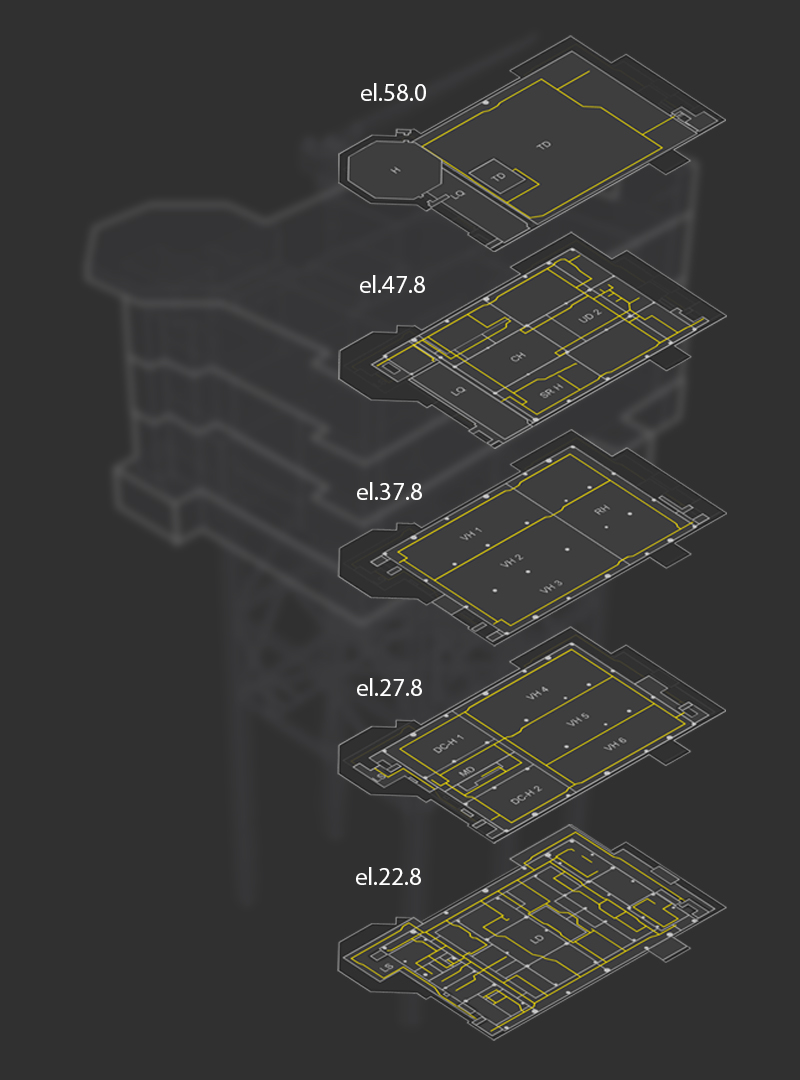 el.58.0
TD
H
TD
LQ
el.47.8
UD 2
CH
SR H
LQ
el.37.8
RH
VH 1
VH 2
VH 3
el.27.8
VH 4
VH 5
DC-H 1
VH 6
MD
LS
DC-H 2
el.22.8
LD
LS